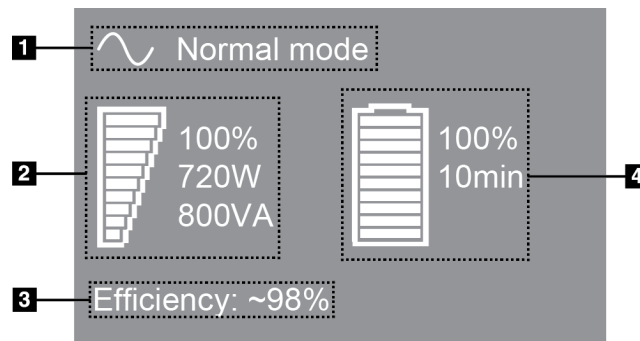 1
Normal mode
2
100%
720W
800VA
4
100%
10min
3
Efficiency: ~98%